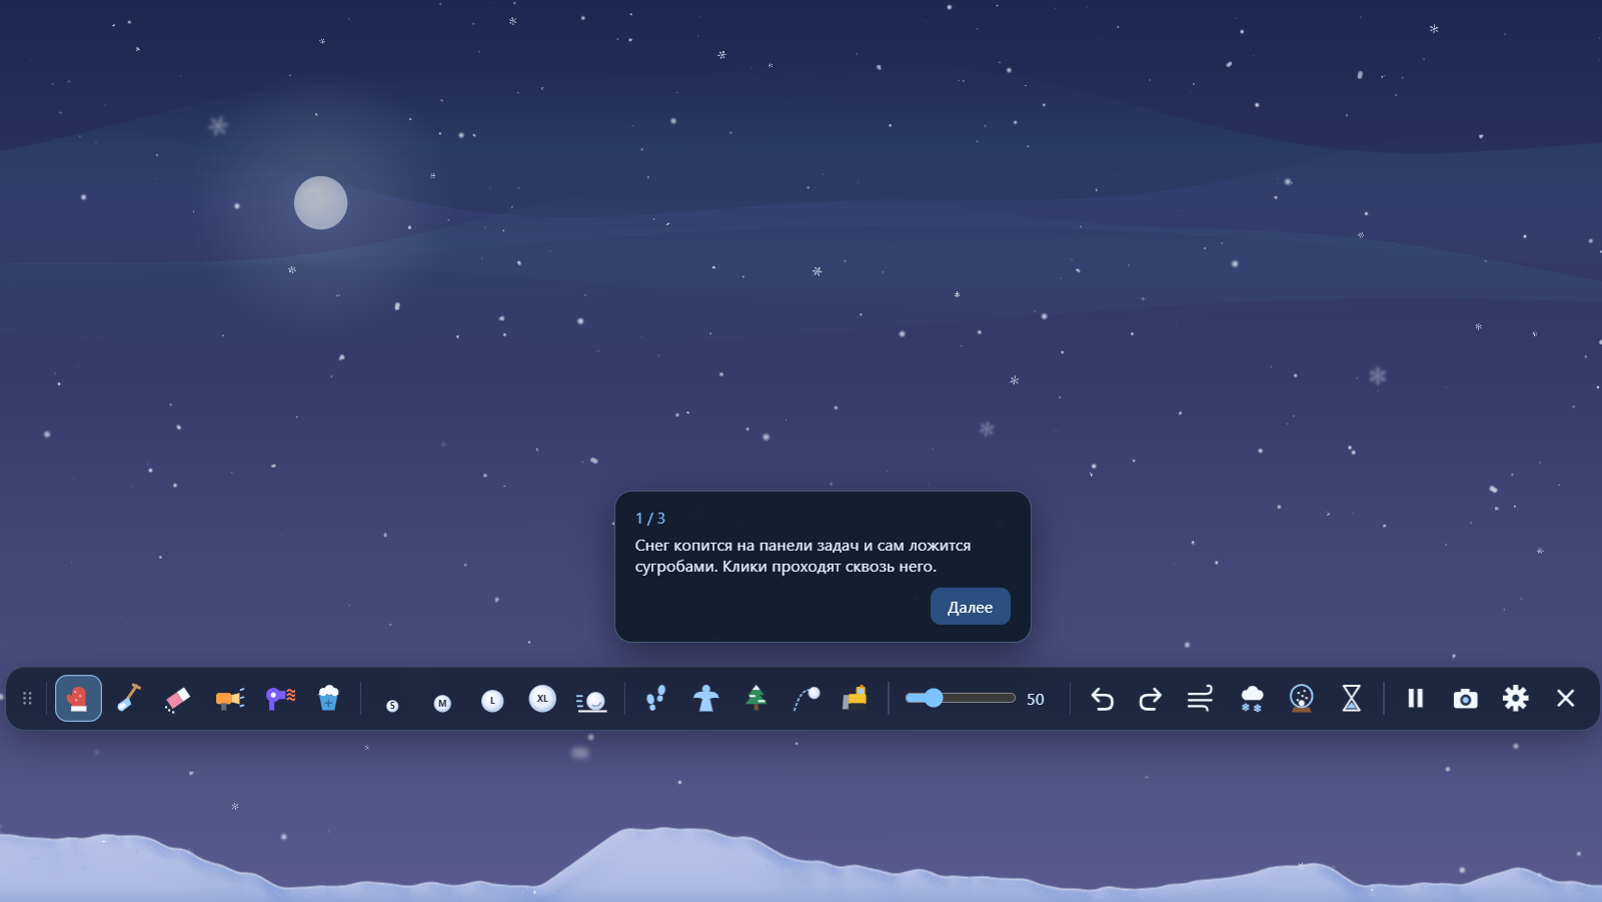 1 / 3
Снег копится на панели задач и сам ложится
сугробами. Клики проходят сквозь него.
Далее
S M L XL 50